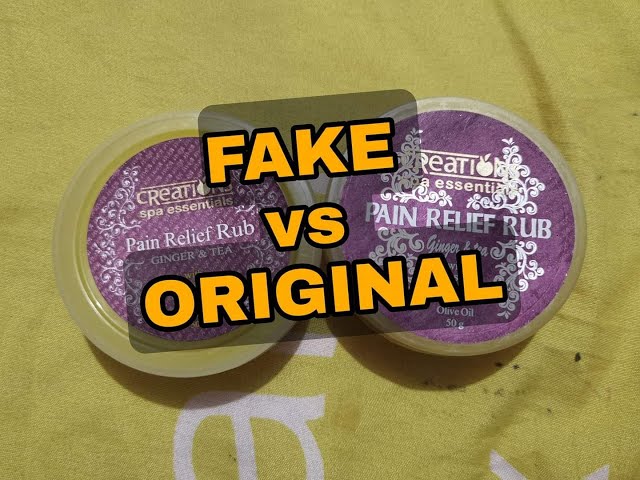 FAKE
vs
ORIGINAL
CREATIONS
spa essentials
Pain Relief Rub
GINGER & TEA
CREATIONS
spa essentials
PAIN RELIEF RUB
Ginger & tea
Olive Oil
50 g